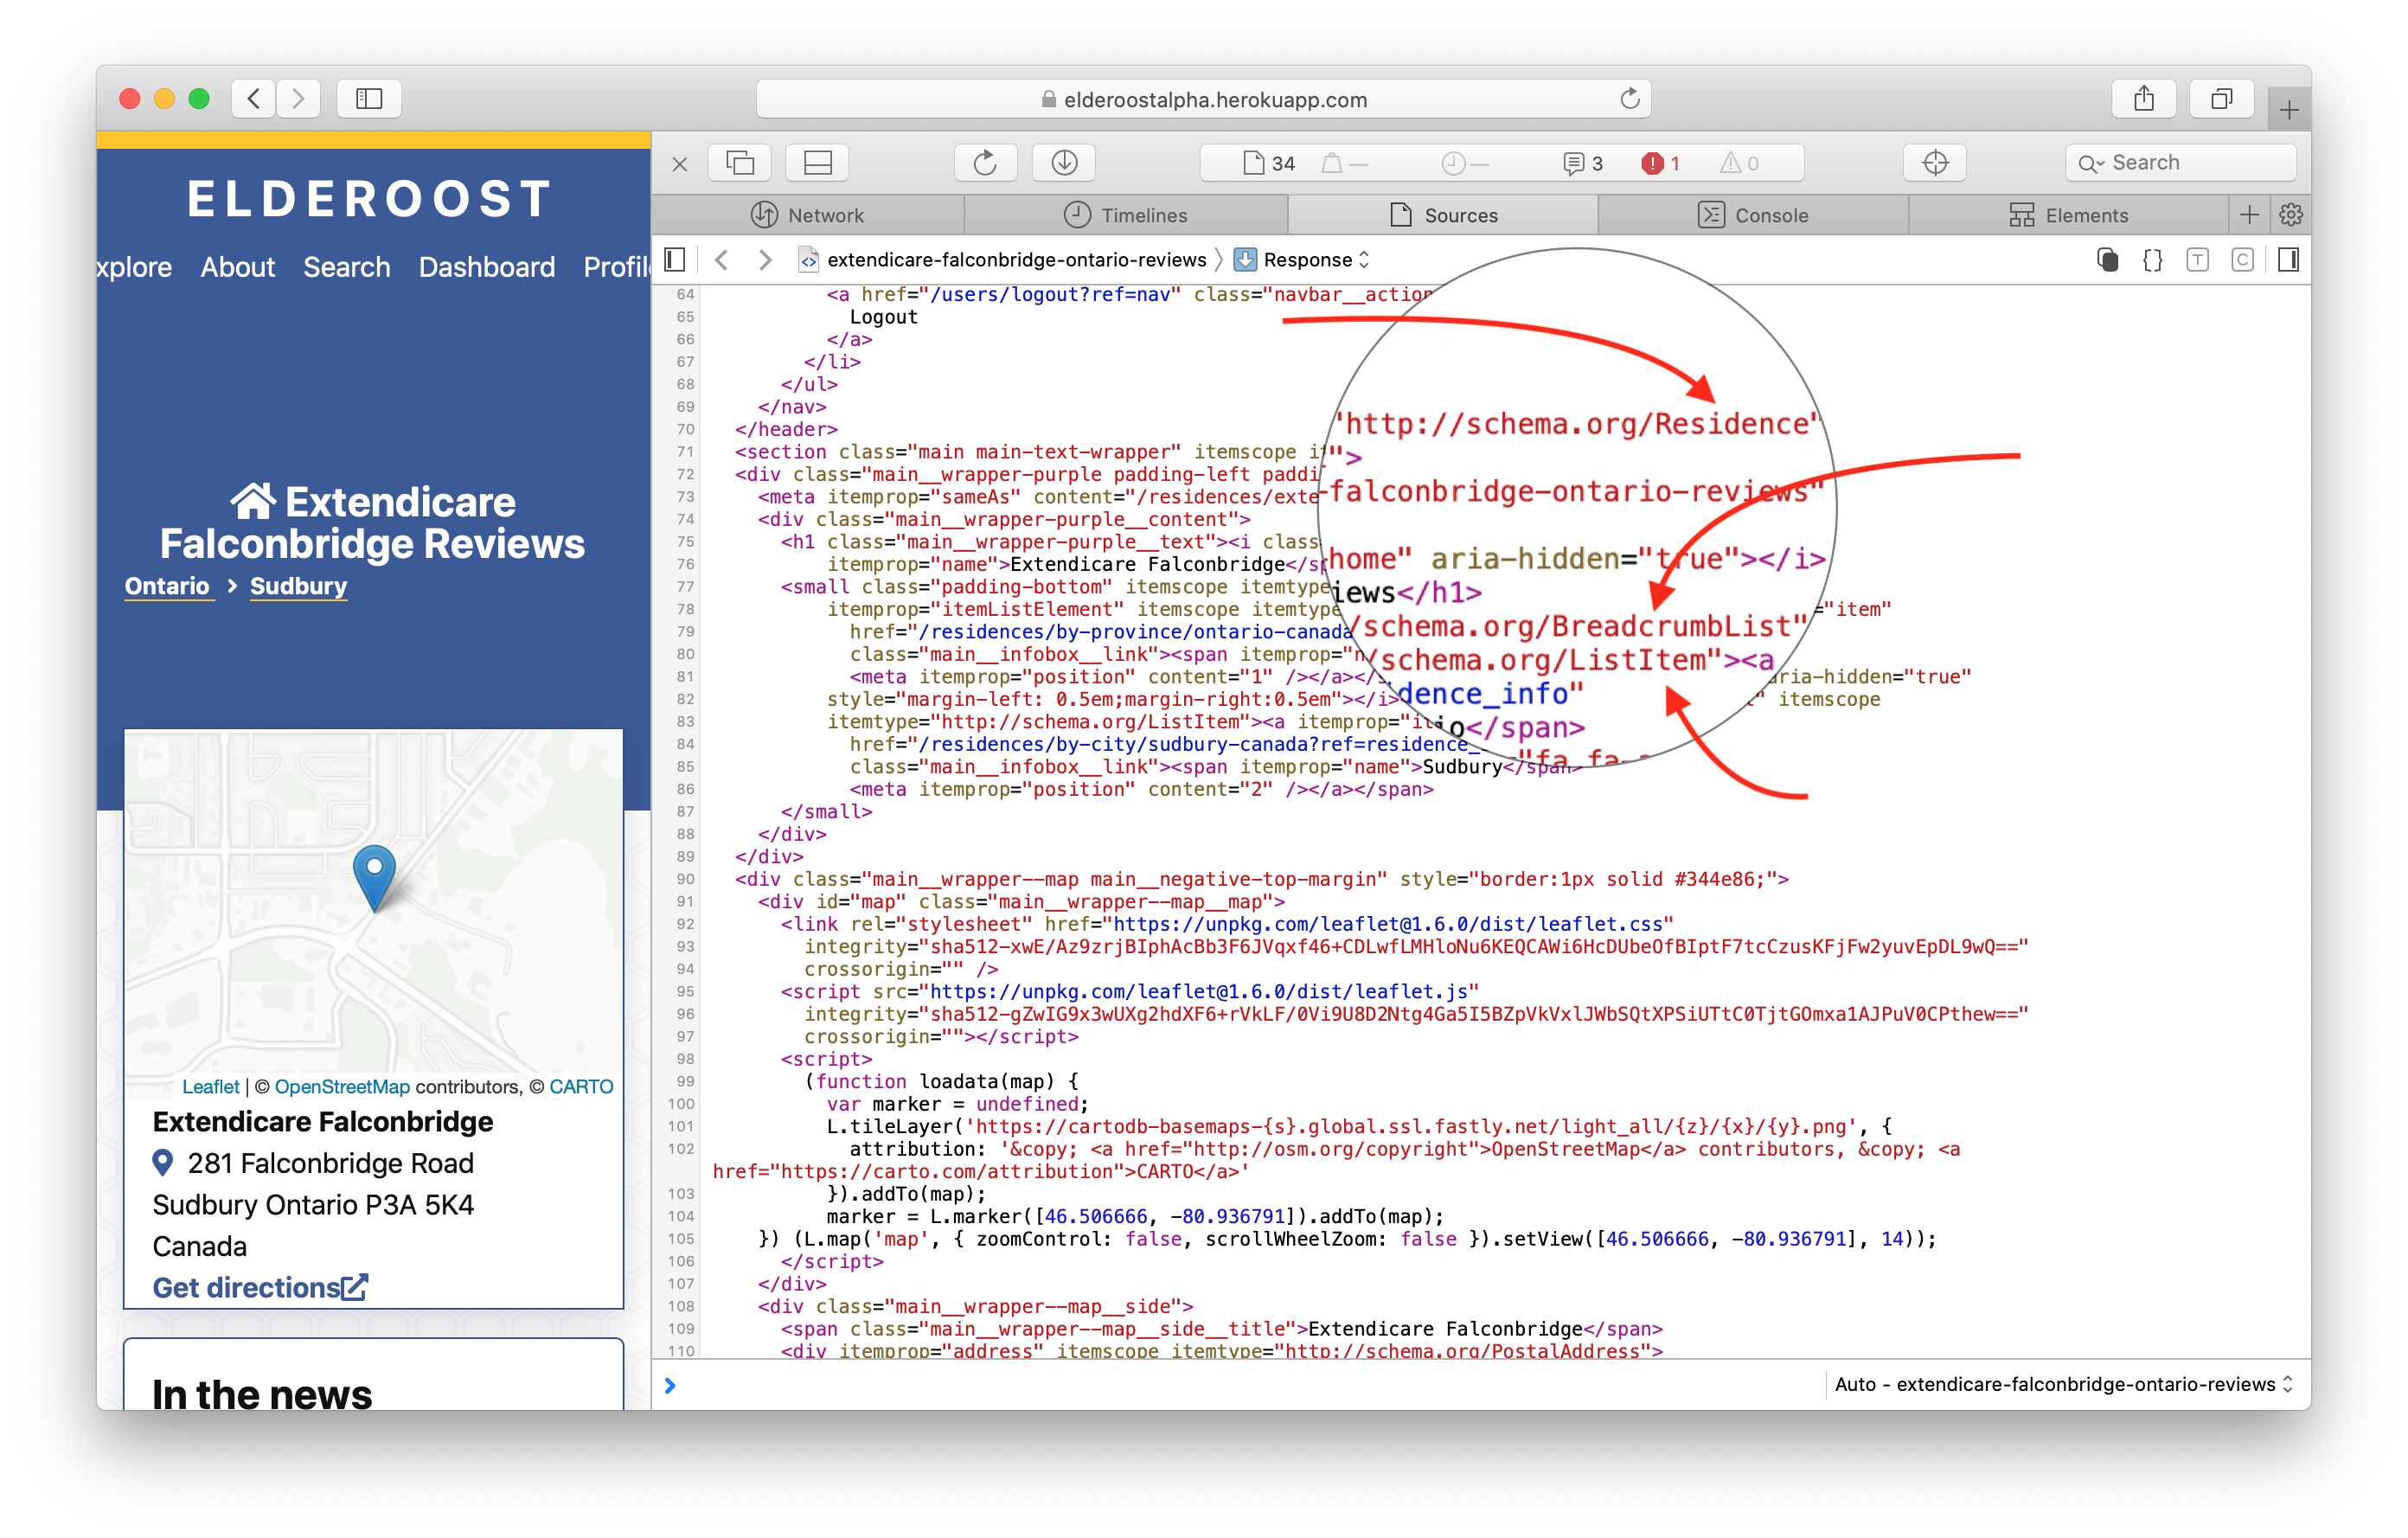 elderoostalpha.herokuapp.com
ELDEROOST
xplore About Search Dashboard Profil
Extendicare
Falconbridge Reviews
Ontario > Sudbury
Leaflet | © OpenStreetMap contributors, © CARTO
Extendicare Falconbridge
281 Falconbridge Road
Sudbury Ontario P3A 5K4
Canada
Get directions
In the news
34 — — 3 1 0 Search
Network Timelines Sources Console Elements
extendicare-falconbridge-ontario-reviews Response T C
64 <a href="/users/logout?ref=nav" class="navbar__action
65 Logout
66 </a>
67 </li>
68 </ul>
69 </nav>
70 </header>
71 <section class="main main-text-wrapper" itemscope
72 <div class="main__wrapper-purple padding-left paddi
73 <meta itemprop="sameAs" content="/residences/exte
74 <div class="main__wrapper-purple__content">
75 <h1 class="main__wrapper-purple__text"><i clas
76 itemprop="name">Extendicare Falconbridge</s
77 <small class="padding-bottom" itemscope itemtype
78 itemprop="itemListElement" itemscope itemtype ="item"
79 href="/residences/by-province/ontario-canada
80 class="main__infobox__link"><span itemprop="n
81 <meta itemprop="position" content="1" /></a></ aria-hidden="true"
82 style="margin-left: 0.5em;margin-right:0.5em"></i> " itemscope
83 itemtype="http://schema.org/ListItem"><a itemprop="it
84 href="/residences/by-city/sudbury-canada?ref=residence_
85 class="main__infobox__link"><span itemprop="name">Sudbury</span>
86 <meta itemprop="position" content="2" /></a></span>
87 </small>
88 </div>
89 </div>
90 <div class="main__wrapper--map main__negative-top-margin" style="border:1px solid #344e86;">
91 <div id="map" class="main__wrapper--map__map">
92 <link rel="stylesheet" href="https://unpkg.com/leaflet@1.6.0/dist/leaflet.css"
93 integrity="sha512-xwE/Az9zrjBIphAcBb3F6JVqxf46+CDLwfLMHloNu6KEQCAWi6HcDUbeOfBIptF7tcCzusKFjFw2yuvEpDL9wQ=="
94 crossorigin="" />
95 <script src="https://unpkg.com/leaflet@1.6.0/dist/leaflet.js"
96 integrity="sha512-gZwIG9x3wUXg2hdXF6+rVkLF/0Vi9U8D2Ntg4Ga5I5BZpVkVxlJWbSQtXPSiUTtC0TjtGOmxa1AJPuV0CPthew=="
97 crossorigin=""></script>
98 <script>
99 (function loadata(map) {
100 var marker = undefined;
101 L.tileLayer('https://cartodb-basemaps-{s}.global.ssl.fastly.net/light_all/{z}/{x}/{y}.png', {
102 attribution: '&copy; <a href="http://osm.org/copyright">OpenStreetMap</a> contributors, &copy; <a
href="https://carto.com/attribution">CARTO</a>'
103 }).addTo(map);
104 marker = L.marker([46.506666, -80.936791]).addTo(map);
105 }) (L.map('map', { zoomControl: false, scrollWheelZoom: false }).setView([46.506666, -80.936791], 14));
106 </script>
107 </div>
108 <div class="main__wrapper--map__side">
109 <span class="main__wrapper--map__side__title">Extendicare Falconbridge</span>
110 <div itemprop="address" itemscope itemtype="http://schema.org/PostalAddress">
"http://schema.org/Residence"
">
-falconbridge-ontario-reviews"
home" aria-hidden="true"></i>
iews</h1>
/schema.org/BreadcrumbList"
/schema.org/ListItem"><a
idence_info"
io</span>
"fa fa-a
Auto - extendicare-falconbridge-ontario-reviews